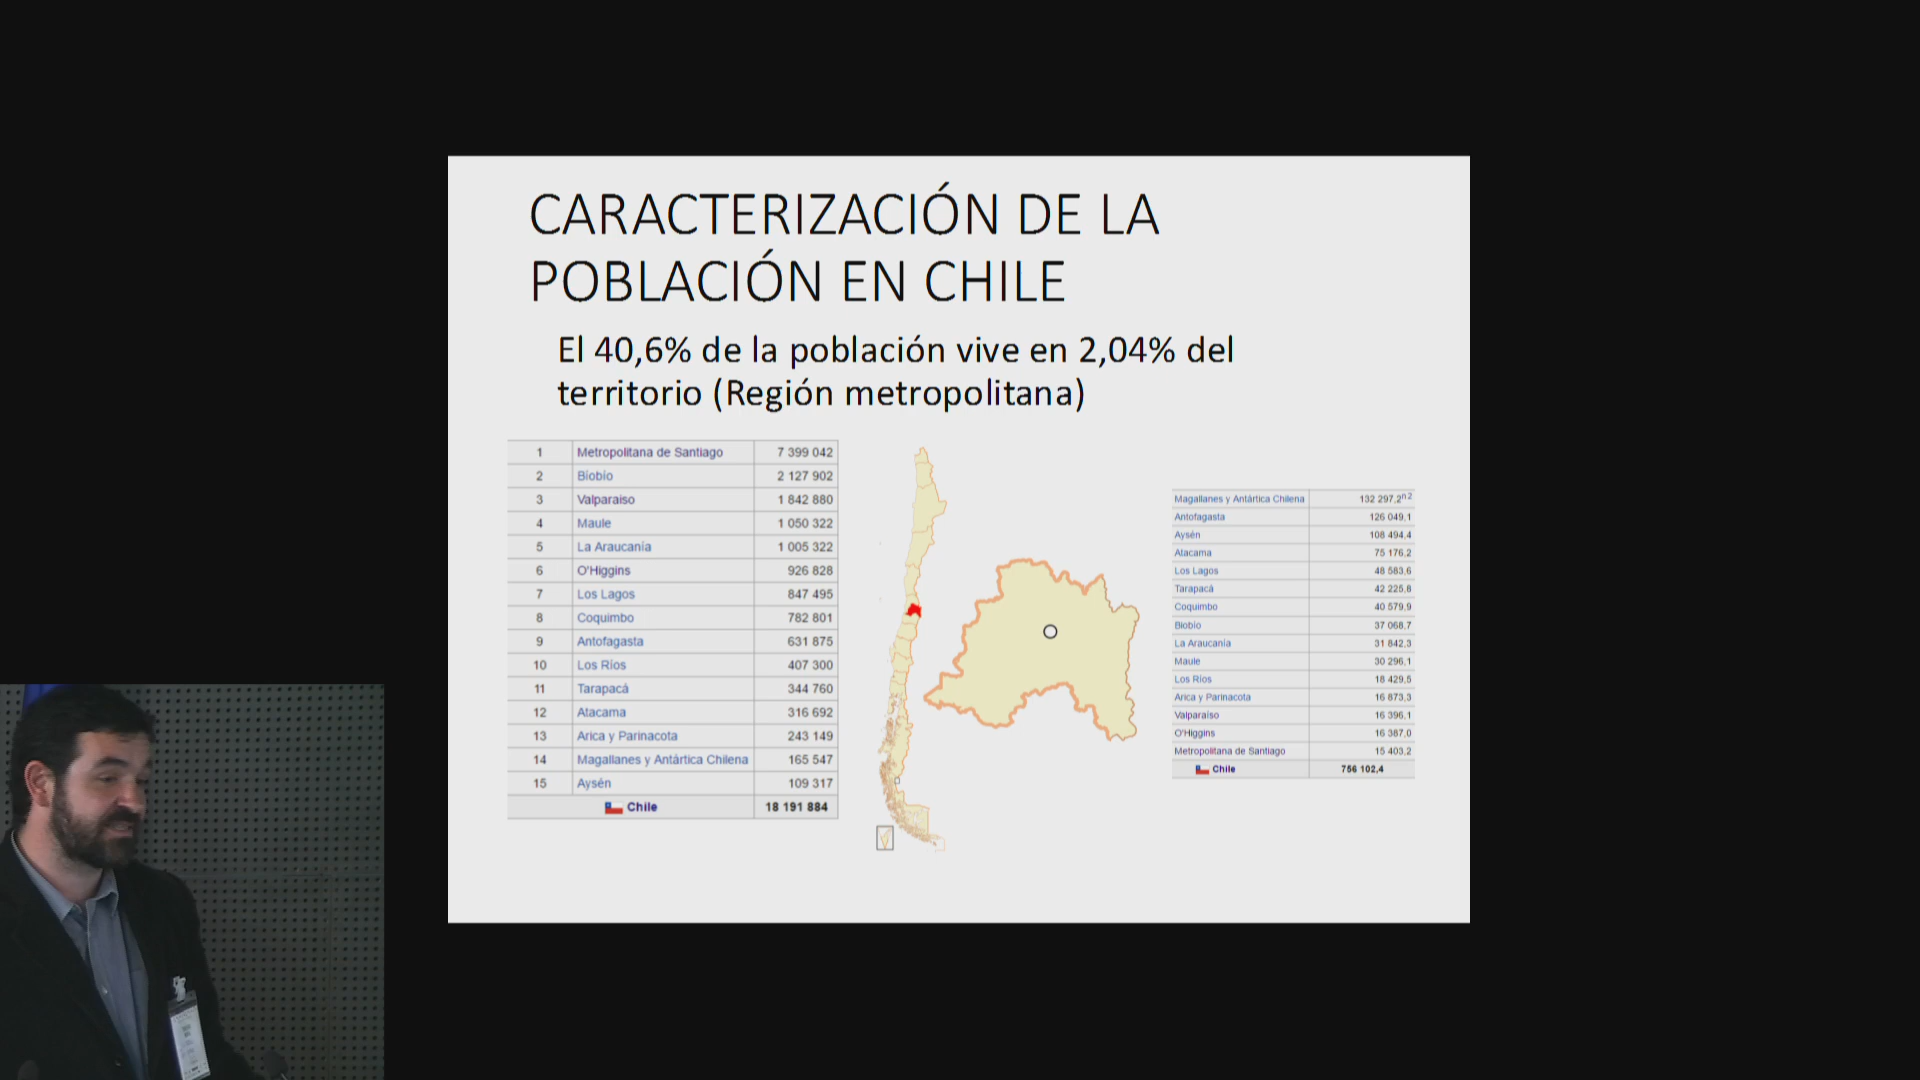 CARACTERIZACIÓN DE LA
POBLACIÓN EN CHILE
El 40,6% de la población vive en 2,04% del
territorio (Región metropolitana)
1 Metropolitana de Santiago 7 399 042
2 Biobío 2 127 902
3 Valparaíso 1 842 880
4 Maule 1 050 322
5 La Araucanía 1 005 322
6 O'Higgins 926 828
7 Los Lagos 847 495
8 Coquimbo 782 801
9 Antofagasta 631 875
10 Los Ríos 407 300
11 Tarapacá 344 760
12 Atacama 316 692
13 Arica y Parinacota 243 149
14 Magallanes y Antártica Chilena 165 547
15 Aysén 109 317
Chile 18 191 884
Magallanes y Antártica Chilena 132 297,2 n 2
Antofagasta 126 049,1
Aysén 108 494,4
Atacama 75 176,2
Los Lagos 48 583,6
Tarapacá 42 225,8
Coquimbo 40 579,9
Biobío 37 068,7
La Araucanía 31 842,3
Maule 30 296,1
Los Ríos 18 429,5
Arica y Parinacota 16 873,3
Valparaíso 16 396,1
O'Higgins 16 387,0
Metropolitana de Santiago 15 403,2
Chile 756 102,4